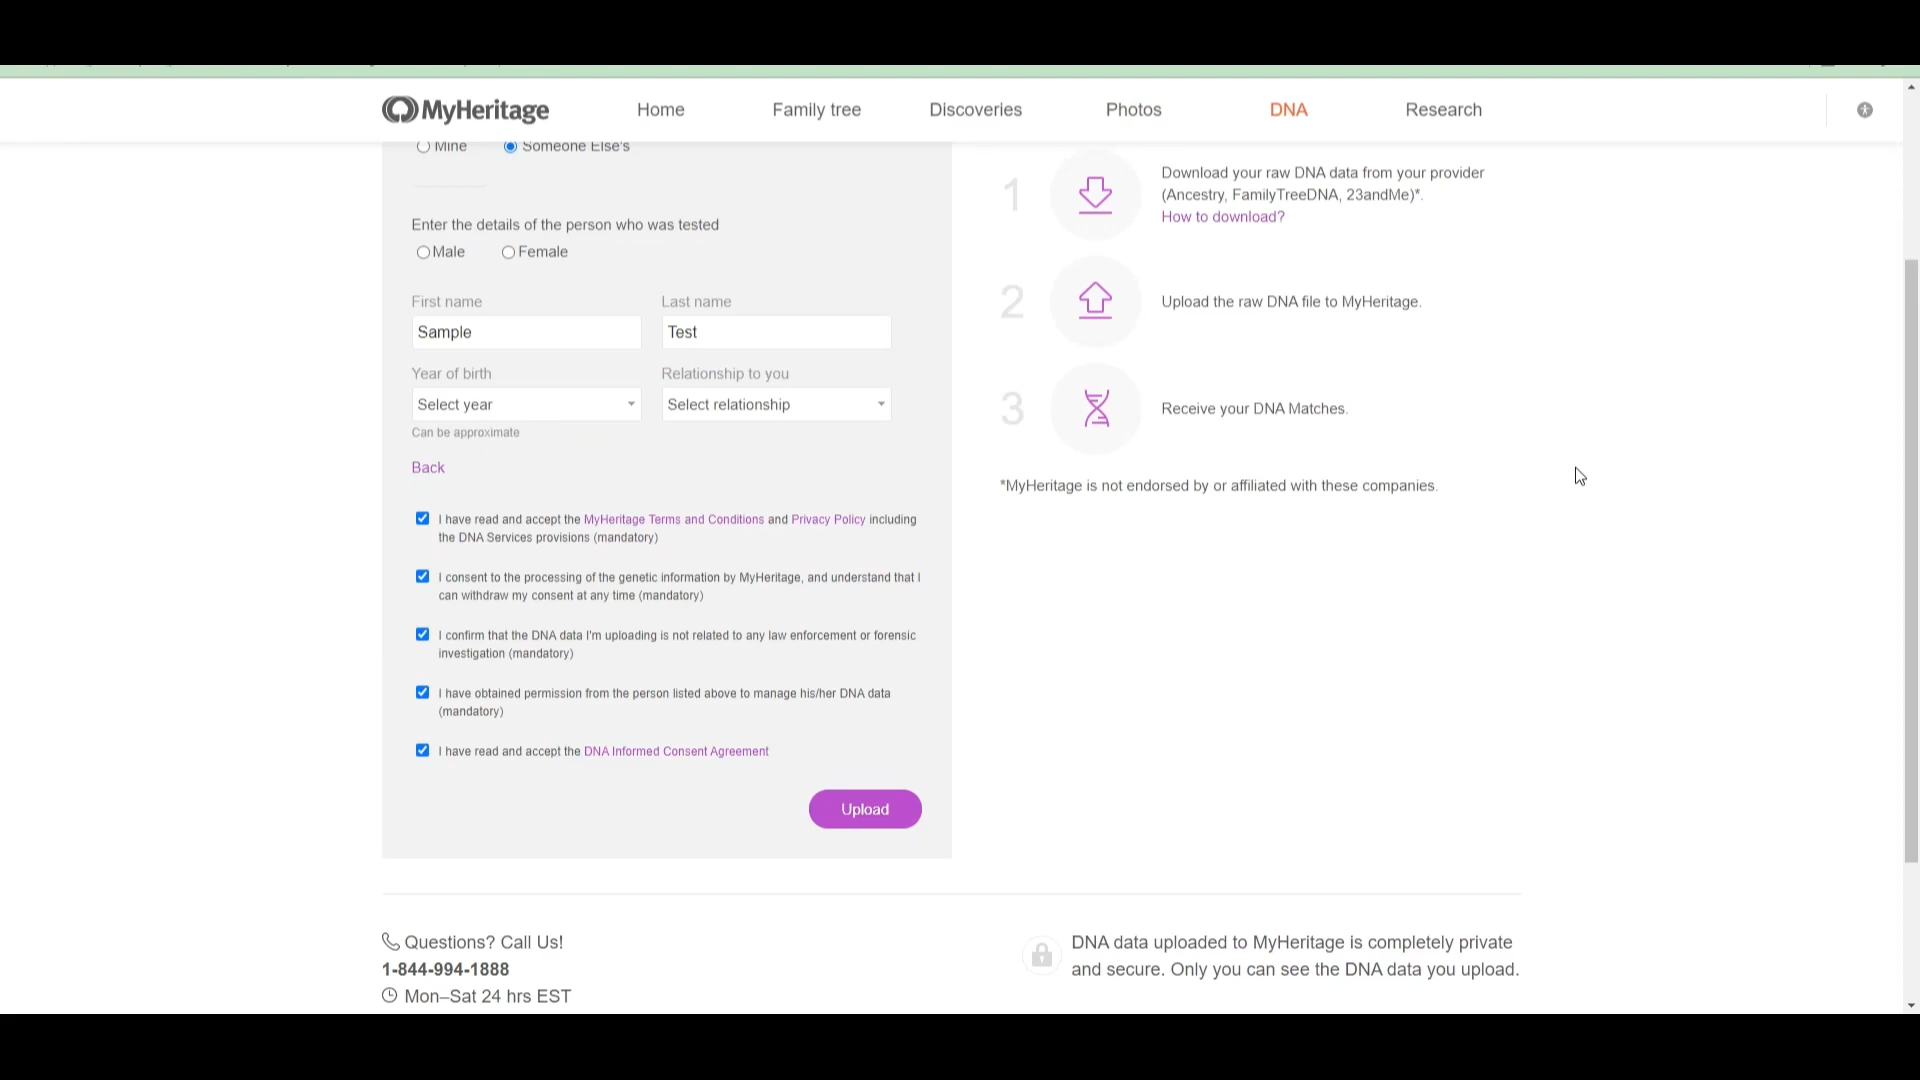 MyHeritage
Home
Family tree
Discoveries
Photos
DNA
Research
Mine
Someone Else's
Enter the details of the person who was tested
Male
Female
First name
Last name
Sample
Test
Year of birth
Relationship to you
Select year
Select relationship
Can be approximate
Back
I have read and accept the MyHeritage Terms and Conditions and Privacy Policy including
the DNA Services provisions (mandatory)
I consent to the processing of the genetic information by MyHeritage, and understand that I
can withdraw my consent at any time (mandatory)
I confirm that the DNA data I'm uploading is not related to any law enforcement or forensic
investigation (mandatory)
I have obtained permission from the person listed above to manage his/her DNA data
(mandatory)
I have read and accept the DNA Informed Consent Agreement
Upload
1
Download your raw DNA data from your provider
(Ancestry, FamilyTreeDNA, 23andMe)*.
How to download?
2
Upload the raw DNA file to MyHeritage.
3
Receive your DNA Matches.
*MyHeritage is not endorsed by or affiliated with these companies.
Questions? Call Us!
1-844-994-1888
Mon–Sat 24 hrs EST
DNA data uploaded to MyHeritage is completely private
and secure. Only you can see the DNA data you upload.